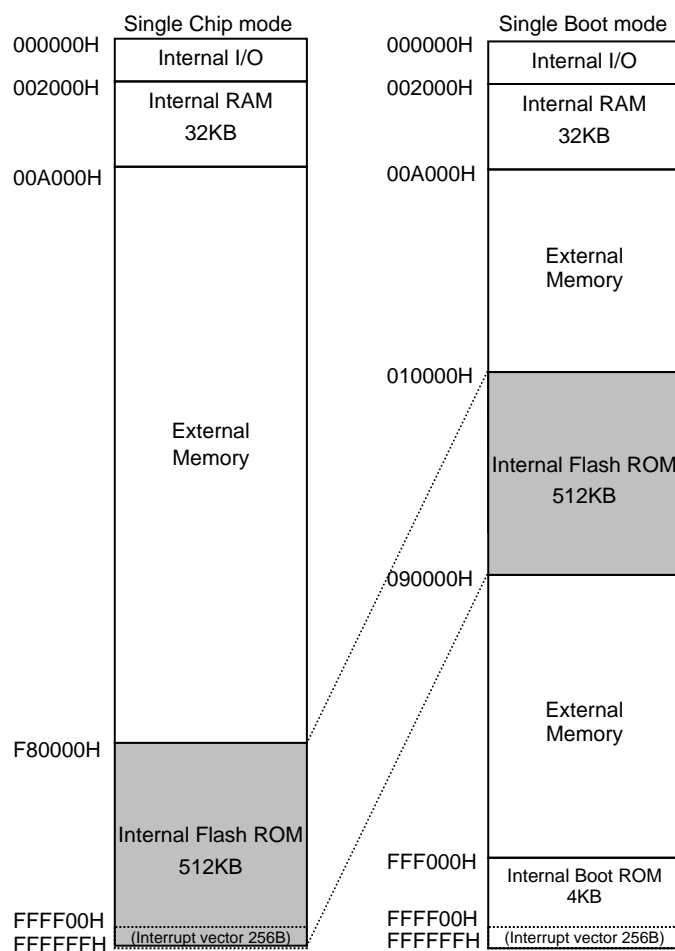 Single Chip mode
000000H
Internal I/O
002000H
Internal RAM
32KB
00A000H
External
Memory
F80000H
Internal Flash ROM
512KB
FFFF00H
(Interrupt vector 256B)
FFFFFFH
Single Boot mode
000000H
Internal I/O
002000H
Internal RAM
32KB
00A000H
External
Memory
010000H
Internal Flash ROM
512KB
090000H
External
Memory
FFF000H
Internal Boot ROM
4KB
FFFF00H
(Interrupt vector 256B)
FFFFFFH